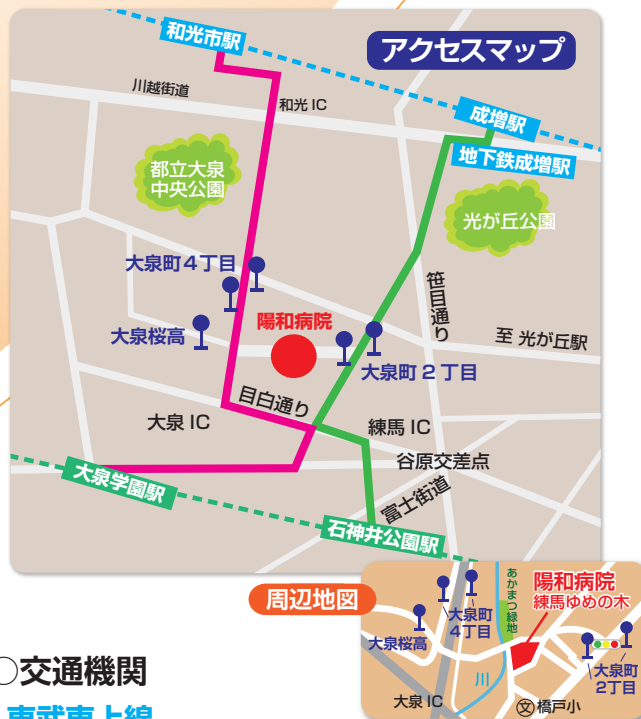 アクセスマップ
和光市駅
川越街道
和光 IC
成増駅
地下鉄成増駅
都立大泉
中央公園
光が丘公園
大泉町4丁目
笹目通り
大泉桜高
陽和病院
至 光が丘駅
大泉町 2 丁目
目白通り
大泉 IC
練馬 IC
谷原交差点
大泉学園駅
富士街道
石神井公園駅
周辺地図
あかまつ緑地
陽和病院
練馬ゆめの木
大泉町
4丁目
大泉桜高
川
大泉町
2丁目
大泉 IC
文 橋戸小
○交通機関
東武東上線